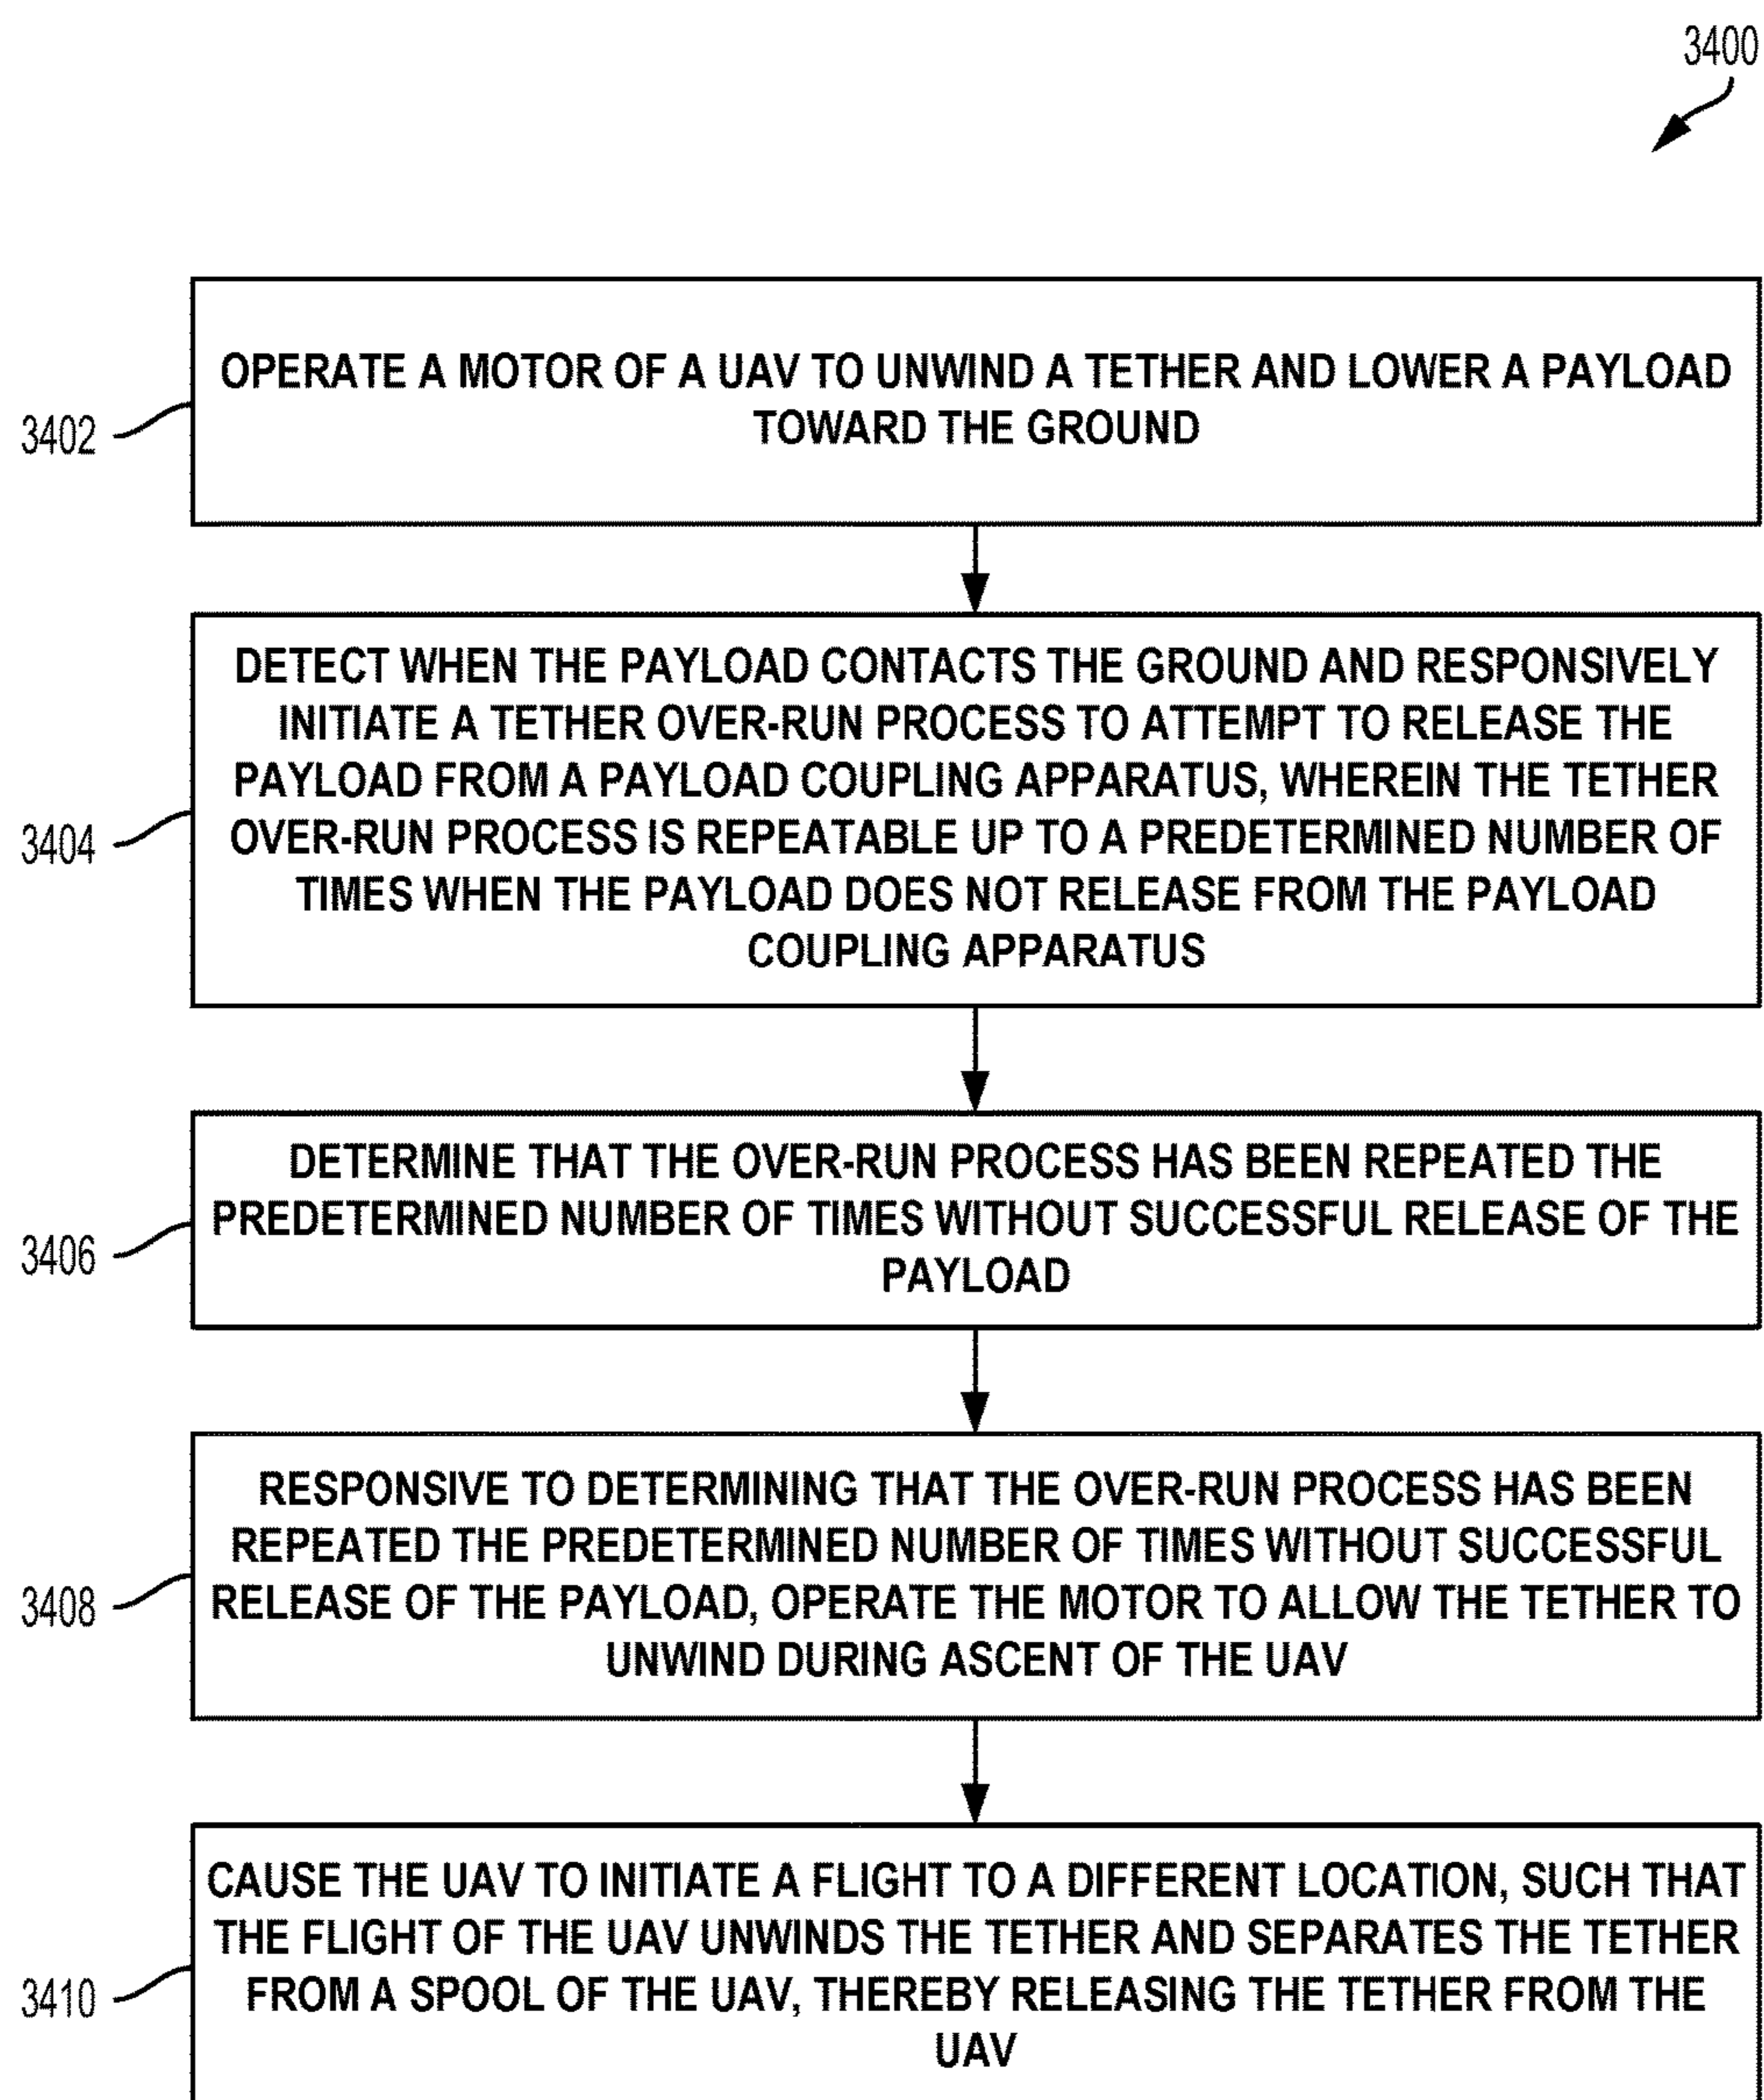 3400
OPERATE A MOTOR OF A UAV TO UNWIND A TETHER AND LOWER A PAYLOAD
TOWARD THE GROUND
3402
DETECT WHEN THE PAYLOAD CONTACTS THE GROUND AND RESPONSIVELY
INITIATE A TETHER OVER-RUN PROCESS TO ATTEMPT TO RELEASE THE
PAYLOAD FROM A PAYLOAD COUPLING APPARATUS, WHEREIN THE TETHER
OVER-RUN PROCESS IS REPEATABLE UP TO A PREDETERMINED NUMBER OF
TIMES WHEN THE PAYLOAD DOES NOT RELEASE FROM THE PAYLOAD
COUPLING APPARATUS
3404
DETERMINE THAT THE OVER-RUN PROCESS HAS BEEN REPEATED THE
PREDETERMINED NUMBER OF TIMES WITHOUT SUCCESSFUL RELEASE OF THE
PAYLOAD
3406
RESPONSIVE TO DETERMINING THAT THE OVER-RUN PROCESS HAS BEEN
REPEATED THE PREDETERMINED NUMBER OF TIMES WITHOUT SUCCESSFUL
RELEASE OF THE PAYLOAD, OPERATE THE MOTOR TO ALLOW THE TETHER TO
UNWIND DURING ASCENT OF THE UAV
3408
CAUSE THE UAV TO INITIATE A FLIGHT TO A DIFFERENT LOCATION, SUCH THAT
THE FLIGHT OF THE UAV UNWINDS THE TETHER AND SEPARATES THE TETHER
FROM A SPOOL OF THE UAV, THEREBY RELEASING THE TETHER FROM THE
UAV
3410